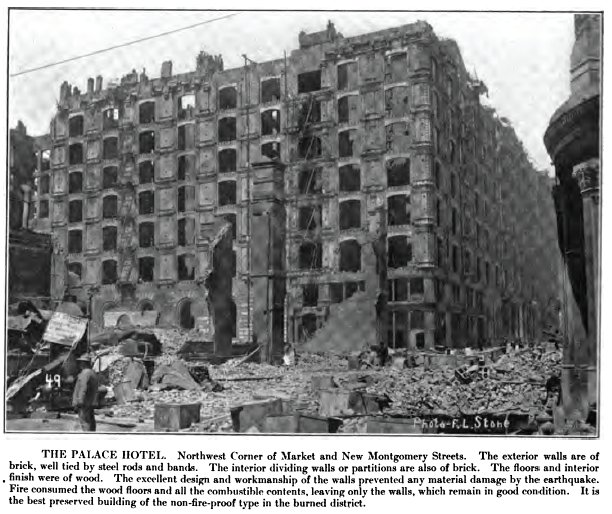 49
Photo-F.L. Stone
THE PALACE HOTEL. Northwest Corner of Market and New Montgomery Streets. The exterior walls are of
brick, well tied by steel rods and bands. The interior dividing walls or partitions are also of brick. The floors and interior
finish were of wood. The excellent design and workmanship of the walls prevented any material damage by the earthquake.
Fire consumed the wood floors and all the combustible contents, leaving only the walls, which remain in good condition. It is
the best preserved building of the non-fire-proof type in the burned district.